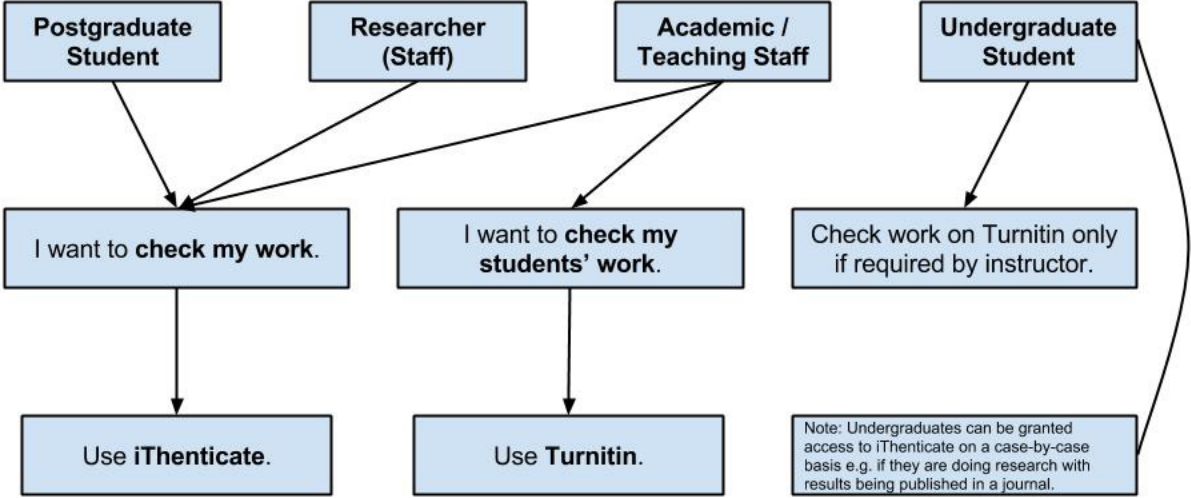 Postgraduate
Student
Researcher
(Staff)
Academic /
Teaching Staff
Undergraduate
Student
I want to check my work.
I want to check my
students’ work.
Check work on Turnitin only
if required by instructor.
Use iThenticate.
Use Turnitin.
Note: Undergraduates can be granted
access to iThenticate on a case-by-case
basis e.g. if they are doing research with
results being published in a journal.